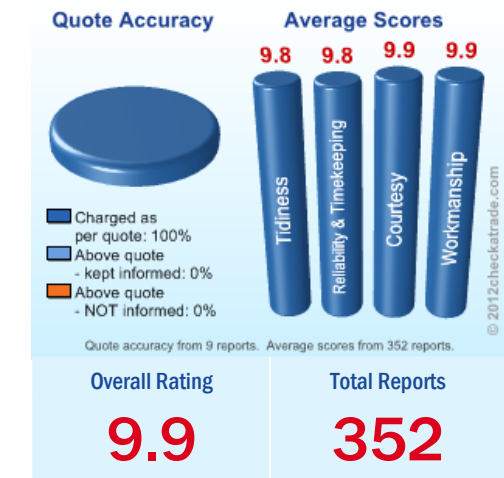 Quote Accuracy
Average Scores
9.8
9.8
9.9
9.9
Tidiness
Reliability & Timekeeping
Courtesy
Workmanship
Charged as
per quote: 100%
Above quote
- kept informed: 0%
Above quote
- NOT informed: 0%
© 2012checkatrade.com
Quote accuracy from 9 reports. Average scores from 352 reports.
Overall Rating
Total Reports
9.9
352